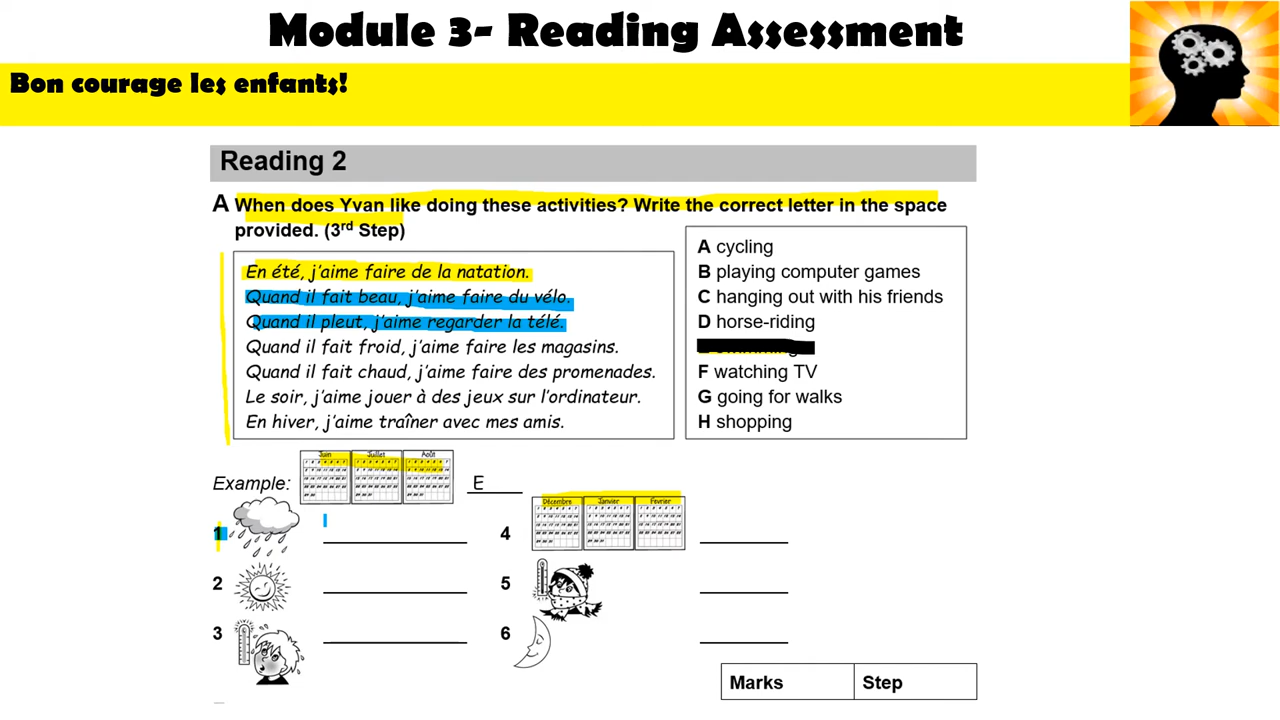 Module 3- Reading Assessment
Bon courage les enfants!
Reading 2
A When does Yvan like doing these activities? Write the correct letter in the space
provided. (3rd Step)
En été, j'aime faire de la natation.
Quand il fait beau, j'aime faire du vélo.
Quand il pleut, j'aime regarder la télé.
Quand il fait froid, j'aime faire les magasins.
Quand il fait chaud, j'aime faire des promenades.
Le soir, j'aime jouer à des jeux sur l'ordinateur.
En hiver, j'aime traîner avec mes amis.
A cycling
B playing computer games
C hanging out with his friends
D horse-riding
F watching TV
G going for walks
H shopping
Example:
Juin Juillet Août
E
1
2
3
4
Décembre Janvier Février
5
6
Marks Step